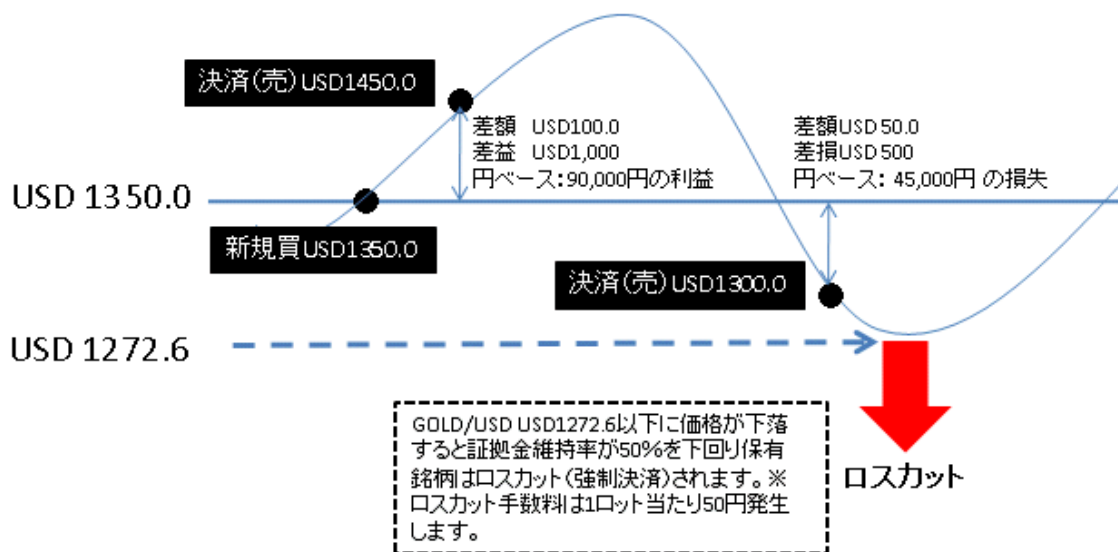 決済(売)USD1450.0
差額 USD100.0
差益 USD1,000
円ベース:90,000円の利益
差額USD50.0
差損USD500
円ベース: 45,000円 の損失
USD 1350.0
新規買USD1350.0
決済(売)USD1300.0
USD 1272.6
GOLD/USD USD1272.6以下に価格が下落
すると証拠金維持率が50%を下回り保有
銘柄はロスカット(強制決済)されます。※
ロスカット手数料は1ロット当たり50円発生
します。
ロスカット